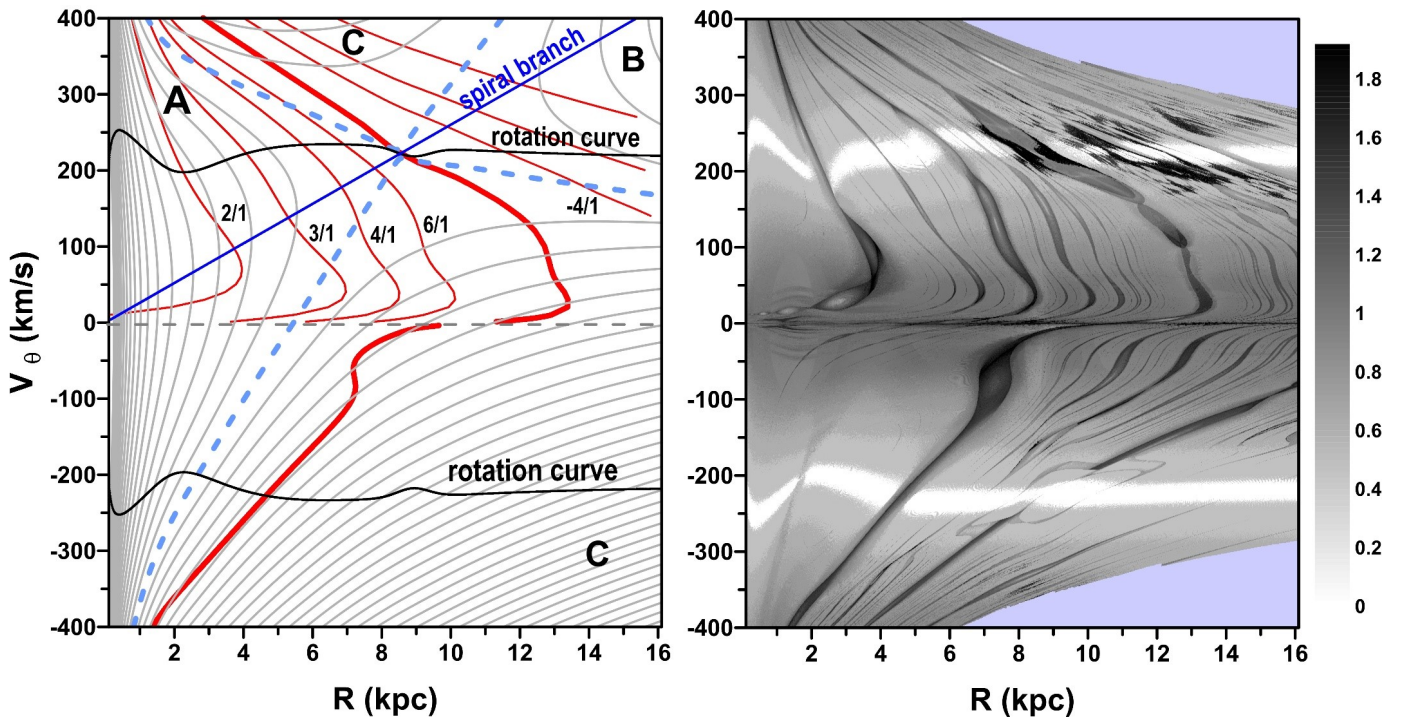 400
300
200
100
0
-100
-200
-300
-400
V θ (km/s)
A
C
B
spiral branch
rotation curve
2/1
3/1
4/1
6/1
-4/1
rotation curve
C
2 4 6 8 10 12 14 16
R (kpc)
400
300
200
100
0
-100
-200
-300
-400
2 4 6 8 10 12 14 16
R (kpc)
1.8
1.6
1.4
1.2
1
0.8
0.6
0.4
0.2
0